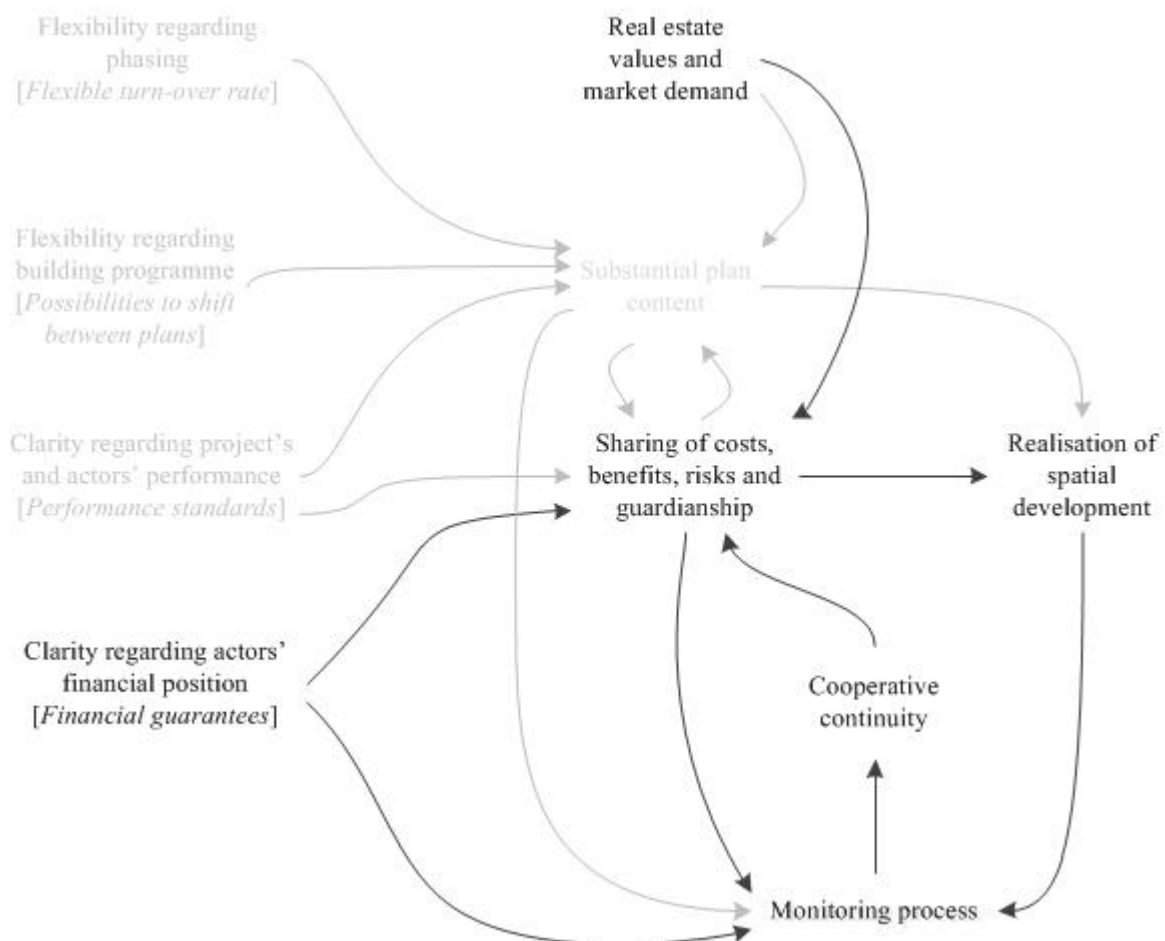 Flexibility regarding
phasing
[Flexible turn-over rate]
Real estate
values and
market demand
Flexibility regarding
building programme
[Possibilities to shift
between plans]
Substantial plan
content
Clarity regarding project's
and actors' performance
[Performance standards]
Sharing of costs,
benefits, risks and
guardianship
Realisation of
spatial
development
Clarity regarding actors'
financial position
[Financial guarantees]
Cooperative
continuity
Monitoring process